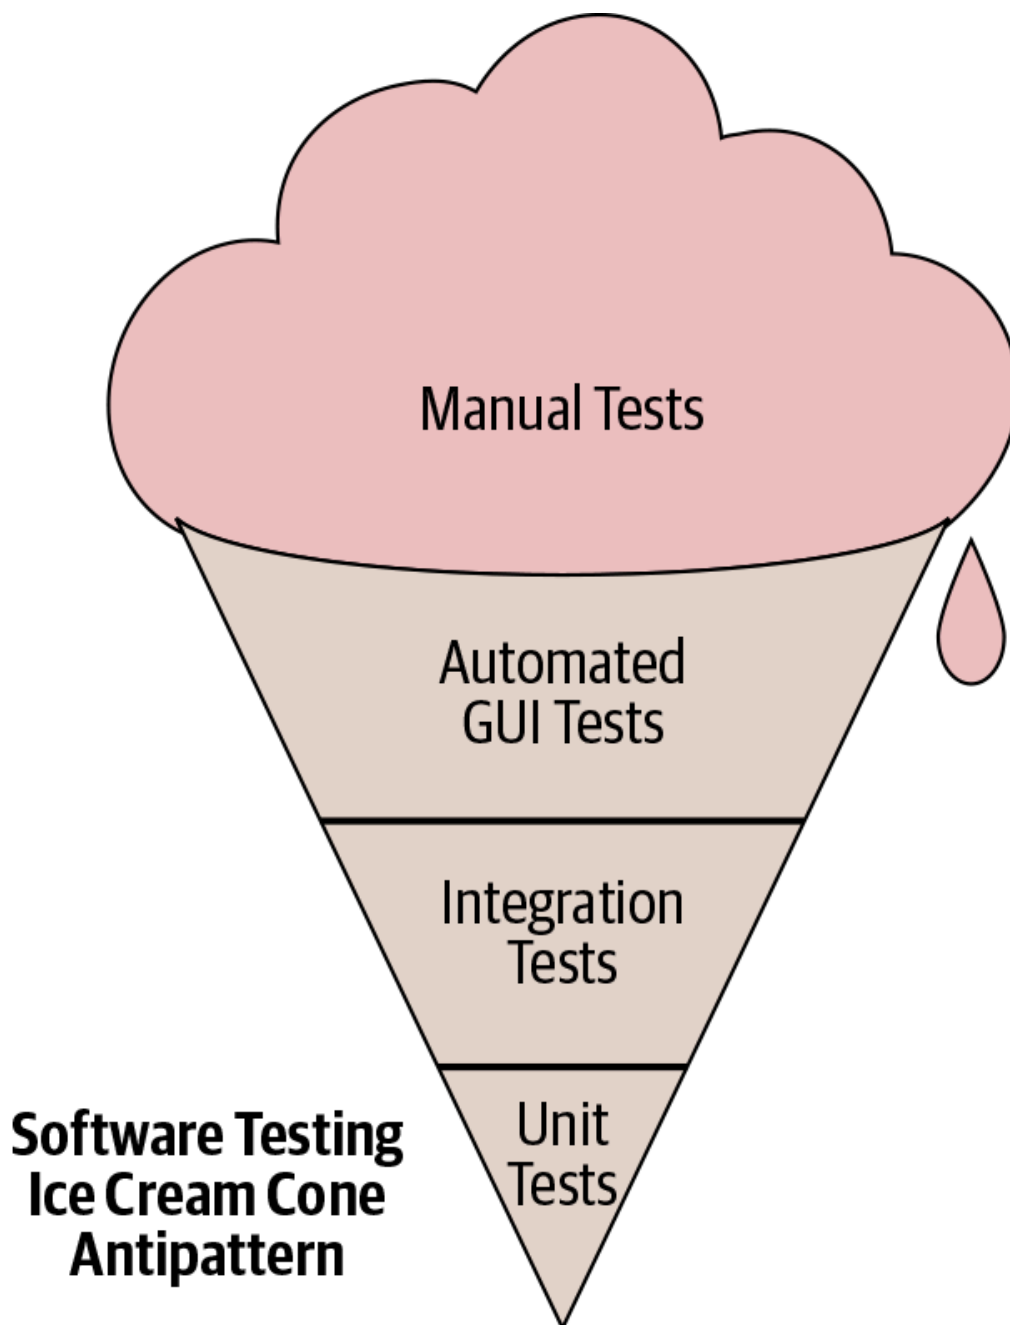 Manual Tests
Automated
GUI Tests
Integration
Tests
Unit
Tests
Software Testing
Ice Cream Cone
Antipattern